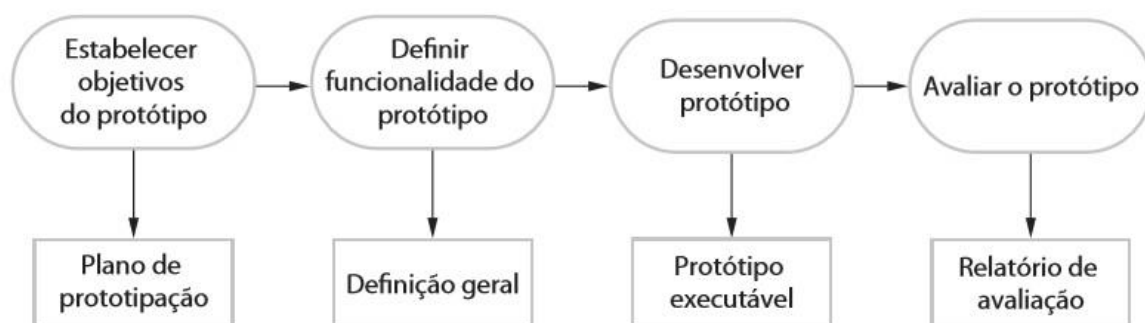 Estabelecer
objetivos
do protótipo
Definir
funcionalidade do
protótipo
Desenvolver
protótipo
Avaliar o protótipo
Plano de
prototipação
Definição geral
Protótipo
executável
Relatório de
avaliação